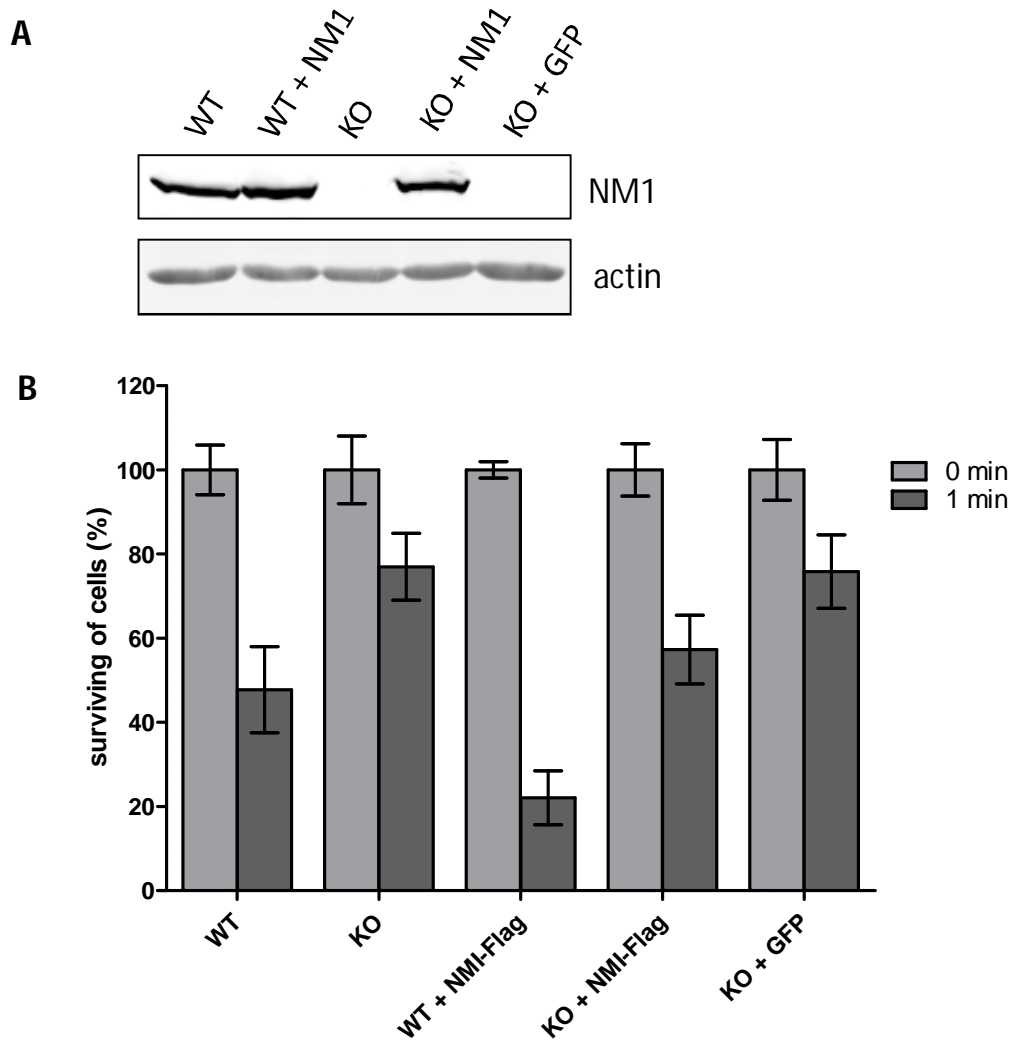 A
WT
WT + NM1
KO
KO + NM1
KO + GFP
NM1
actin
B
120
100
80
60
40
20
0
surviving of cells (%)
0 min
1 min
WT
KO
WT + NMI-Flag
KO + NMI-Flag
KO + GFP